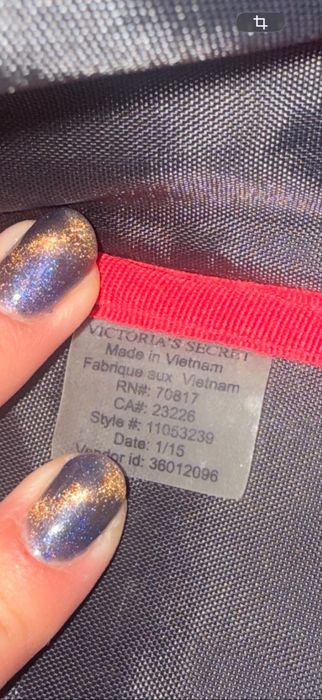 VICTORIA'S SECRET
Made in Vietnam
Fabrique aux Vietnam
RN#: 70817
CA#: 23226
Style #: 11053239
Date: 1/15
Vendor id: 36012096